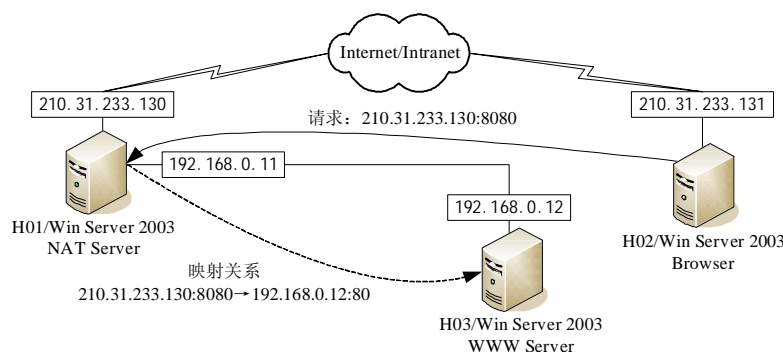 Internet/Intranet
210.31.233.130
210.31.233.131
请求：210.31.233.130:8080
192.168.0.11
192.168.0.12
H01/Win Server 2003
NAT Server
H02/Win Server 2003
Browser
映射关系
210.31.233.130:8080→192.168.0.12:80
H03/Win Server 2003
WWW Server